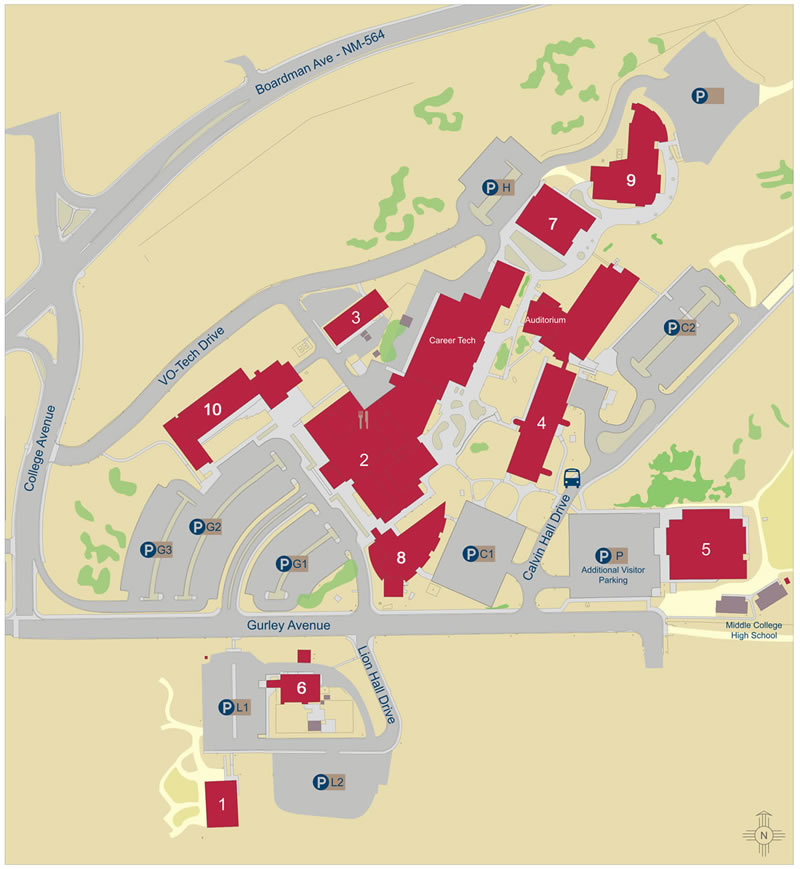 Boardman Ave - NM-564
P
9
P H
7
3
Auditorium
P C2
Career Tech
VO-Tech Drive
10
4
College Avenue
2
P G2
P G3
P G1
8
P C1
Calvin Hall Drive
P P
Additional Visitor
Parking
5
Gurley Avenue
Middle College
High School
Lion Hall Drive
6
P L1
P L2
1
N